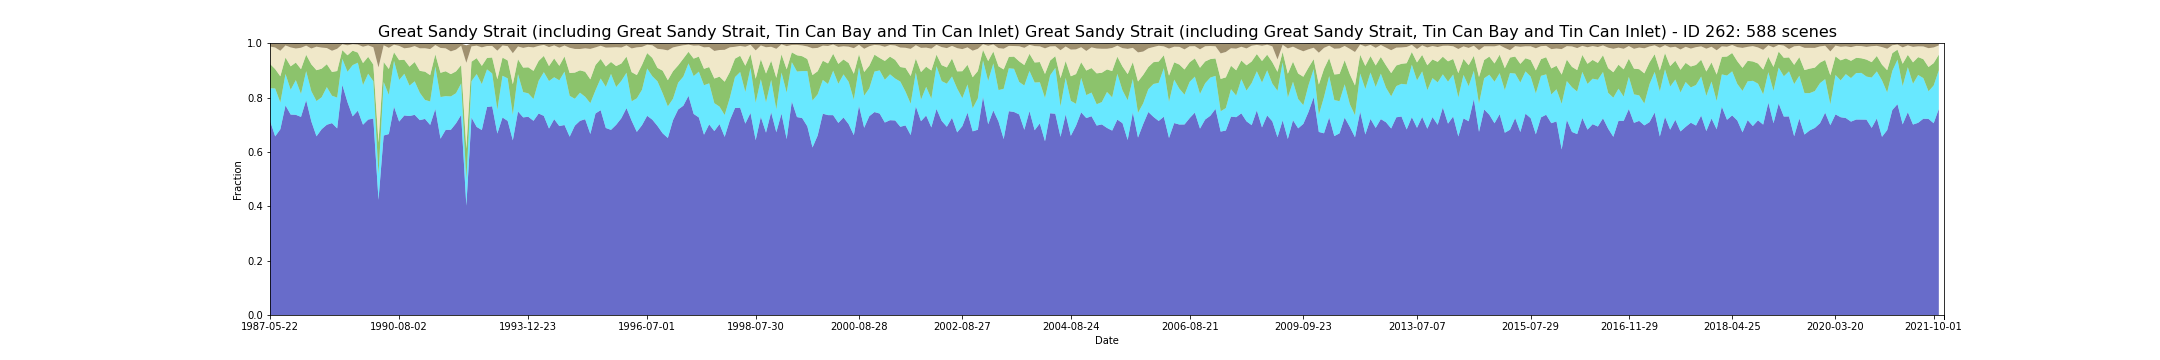 Great Sandy Strait (including Great Sandy Strait, Tin Can Bay and Tin Can Inlet) Great Sandy Strait (including Great Sandy Strait, Tin Can Bay and Tin Can Inlet) - ID 262: 588 scenes
1.0
0.8
0.6
0.4
0.2
0.0
Fraction
1987-05-22 1990-08-02 1993-12-23 1996-07-01 1998-07-30 2000-08-28 2002-08-27 2004-08-24 2006-08-21 2009-09-23 2013-07-07 2015-07-29 2016-11-29 2018-04-25 2020-03-20 2021-10-01
Date